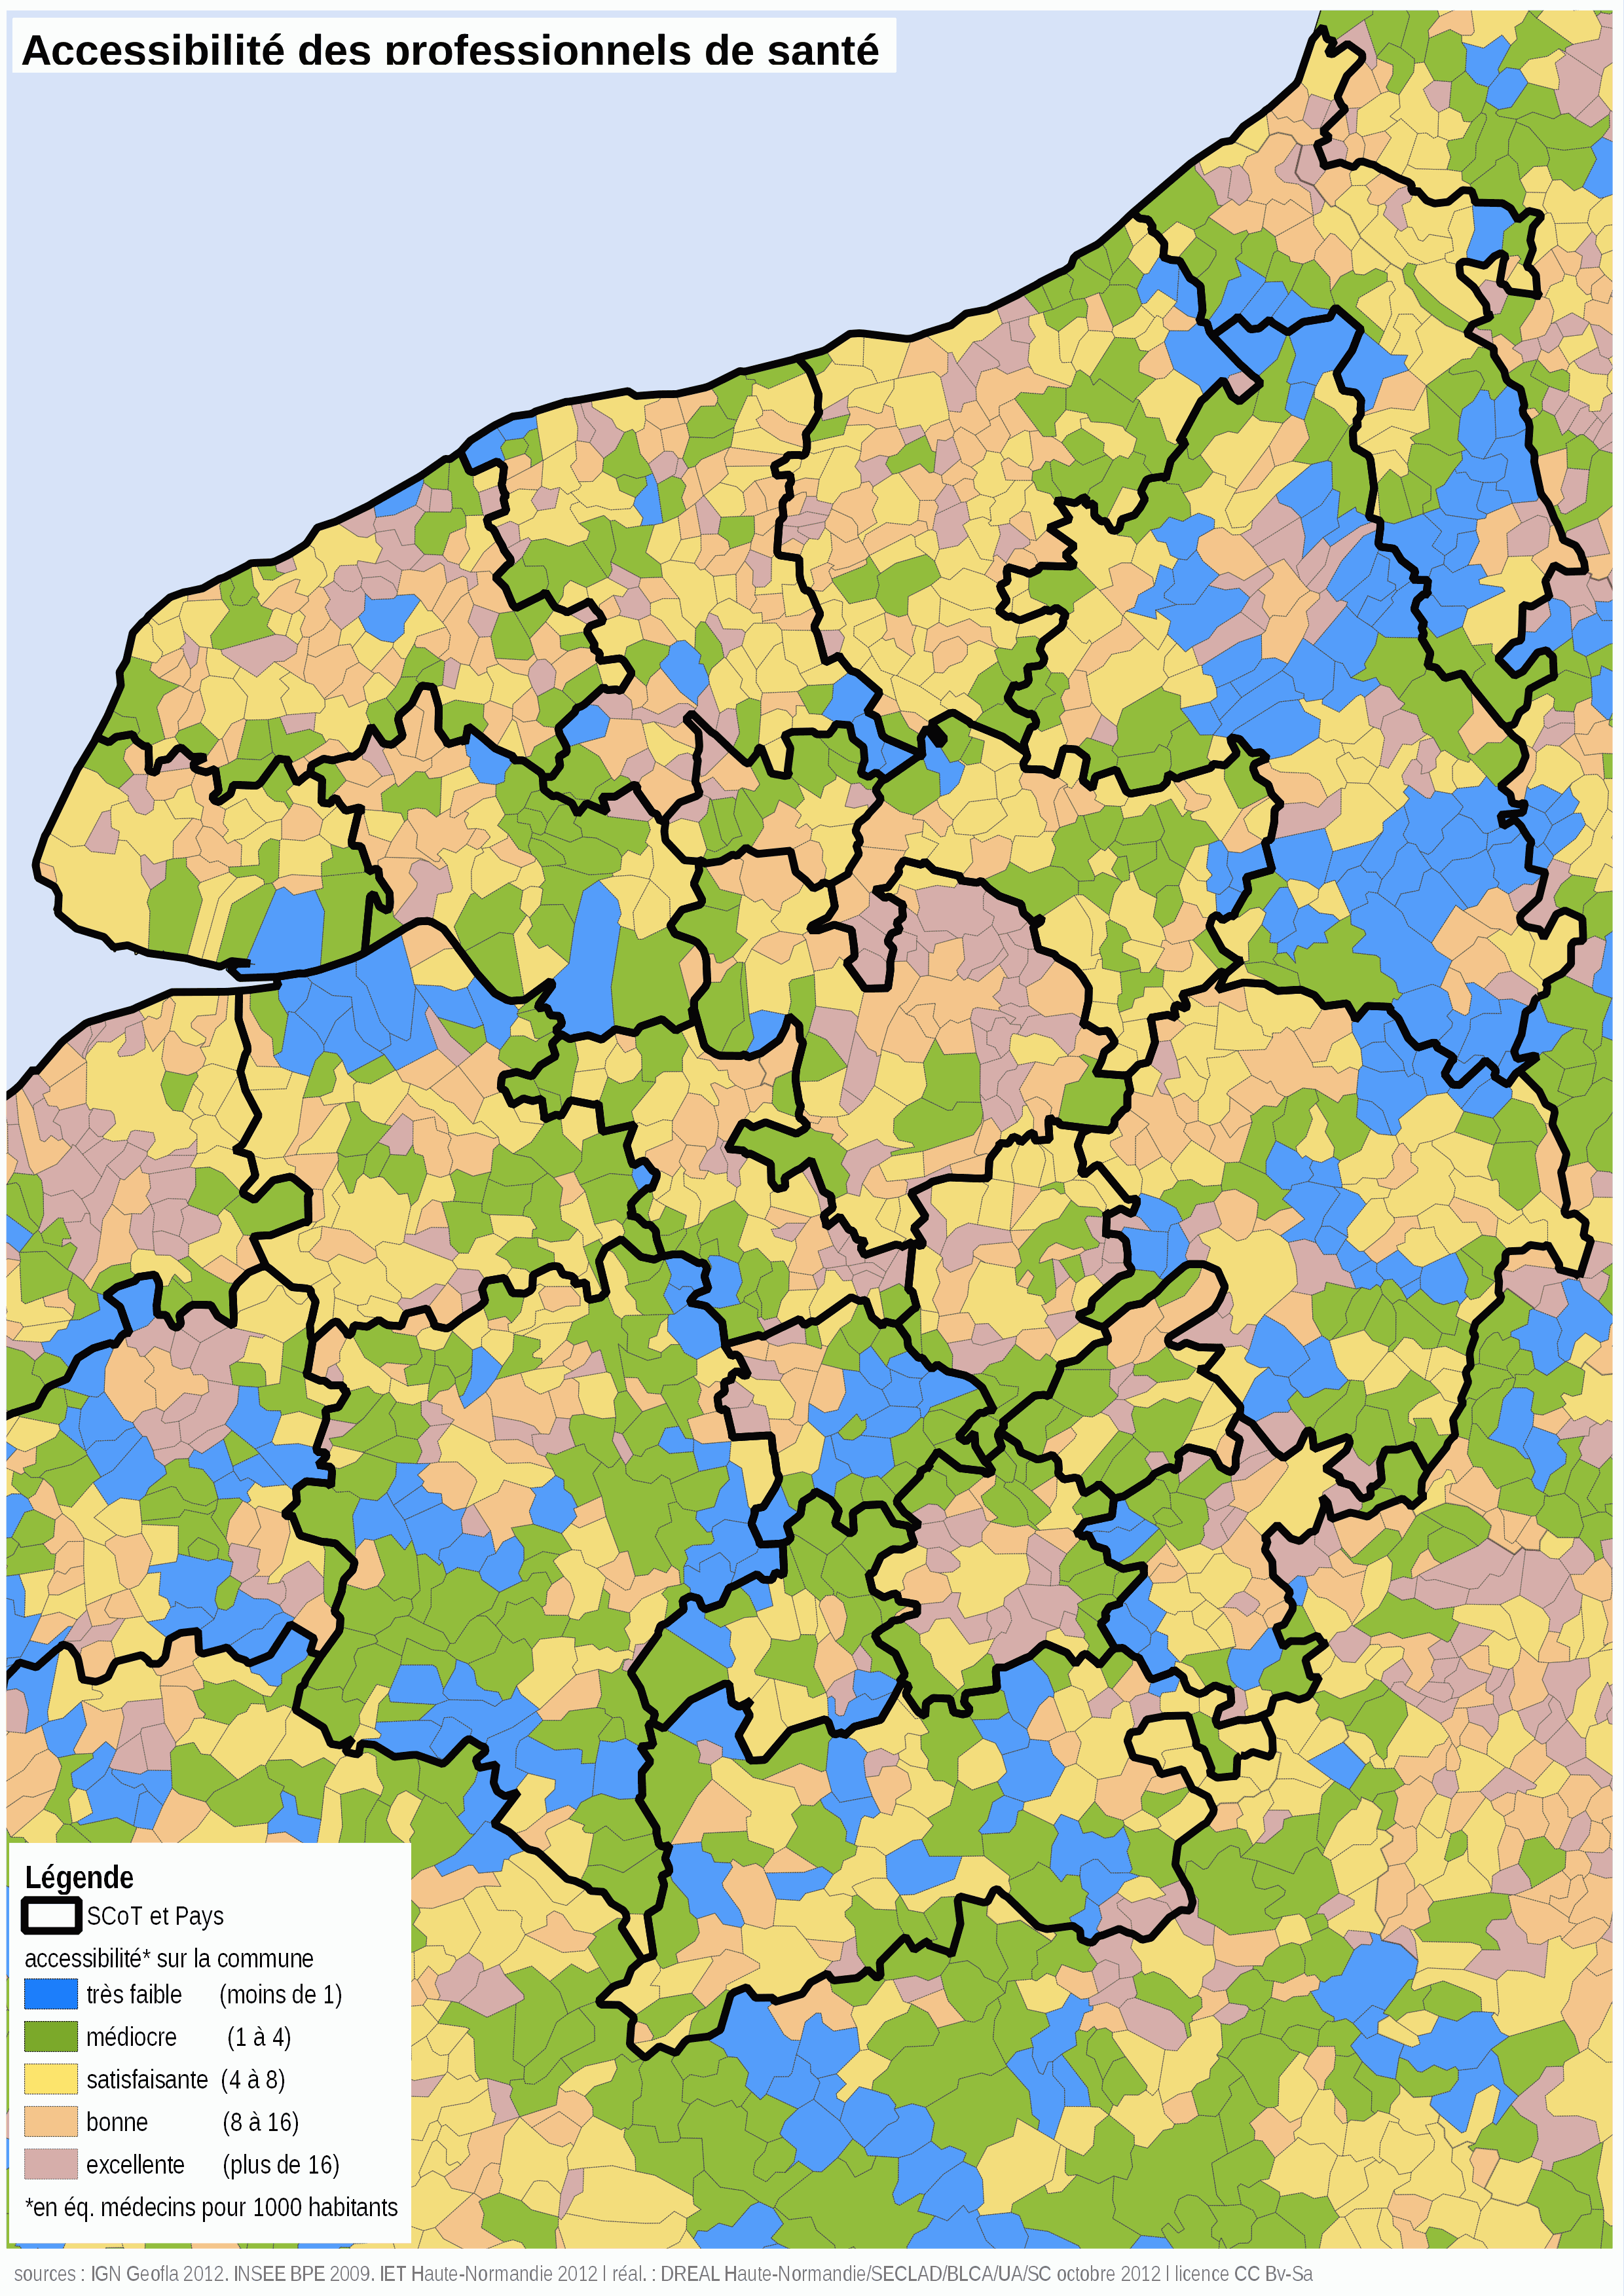 Accessibilité des professionnels de santé
Légende
SCoT et Pays
accessibilité* sur la commune
très faible (moins de 1)
médiocre (1 à 4)
satisfaisante (4 à 8)
bonne (8 à 16)
excellente (plus de 16)
*en éq. médecins pour 1000 habitants
sources : IGN Geofla 2012. INSEE BPE 2009. IET Haute-Normandie 2012 l réal. : DREAL Haute-Normandie/SECLAD/BLCA/UA/SC octobre 2012 l licence CC By-Sa